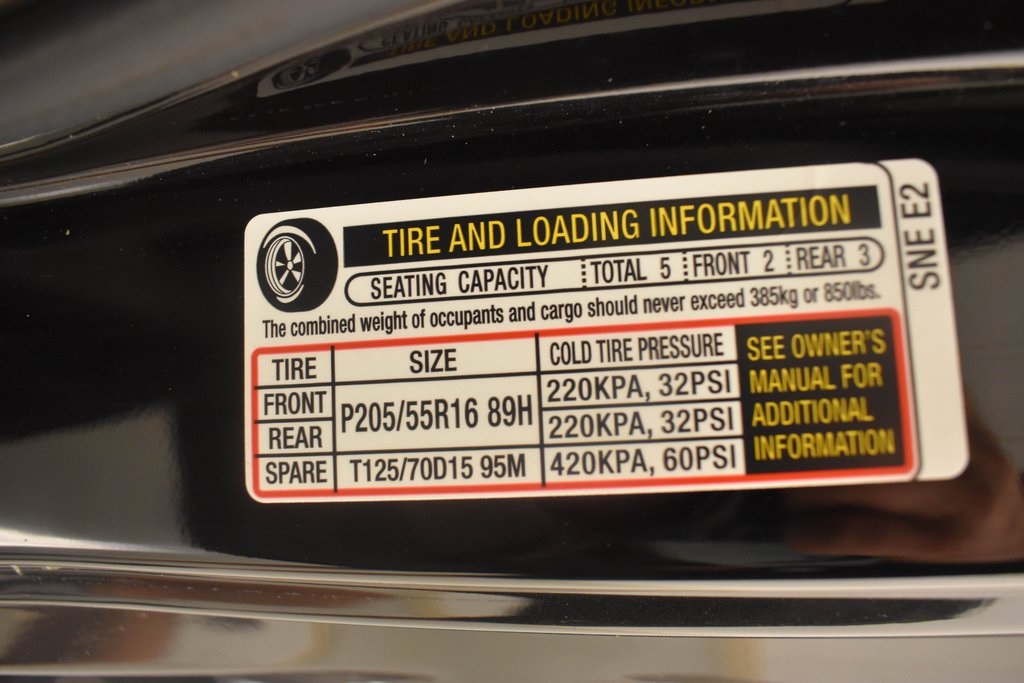 TIRE AND LOADING INFORMATION
SEATING CAPACITY TOTAL 5 FRONT 2 REAR 3
The combined weight of occupants and cargo should never exceed 385kg or 850lbs.
TIRE SIZE COLD TIRE PRESSURE
FRONT P205/55R16 89H 220KPA, 32PSI
REAR 220KPA, 32PSI
SPARE T125/70D15 95M 420KPA, 60PSI
SEE OWNER'S
MANUAL FOR
ADDITIONAL
INFORMATION
SNE E2